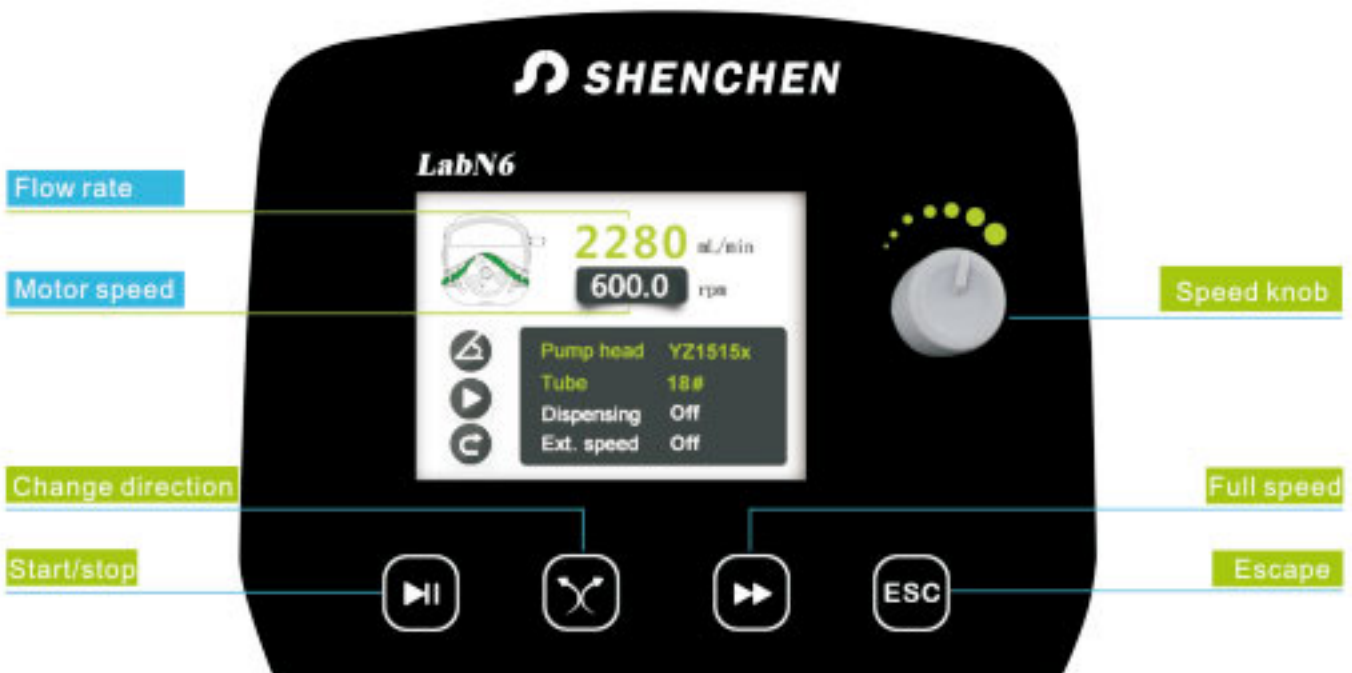 SHENCHEN
LabN6
Flow rate
2280 mL/min
Motor speed
600.0 rpm
Speed knob
Pump head YZ1515x
Tube 18#
Dispensing Off
Ext. speed Off
Change direction
Full speed
Start/stop
Escape
ESC